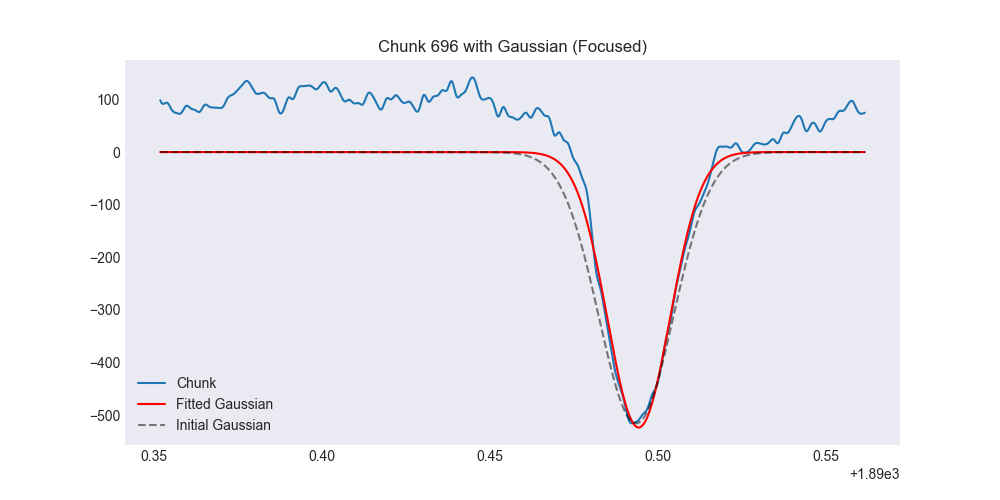 Chunk 696 with Gaussian (Focused)
100
0
−100
−200
−300
−400
−500
Chunk
Fitted Gaussian
Initial Gaussian
0.35 0.40 0.45 0.50 0.55
+1.89e3